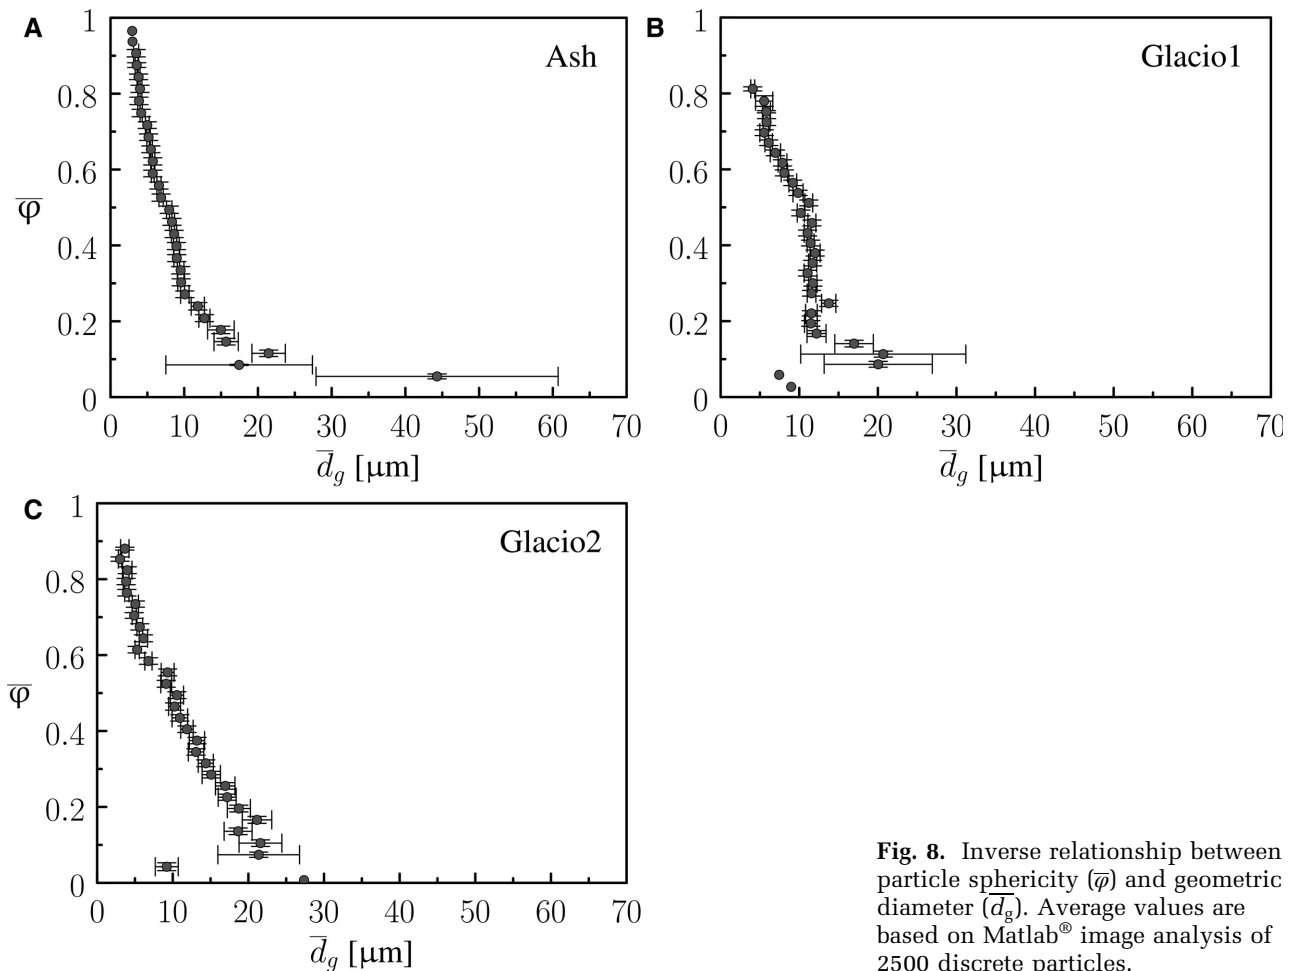 A
Ash
1
0.8
0.6
0.4
0.2
0
φ̅
0 10 20 30 40 50 60 70
d̅g [µm]
B
Glacio1
1
0.8
0.6
0.4
0.2
0
0 10 20 30 40 50 60 70
d̅g [µm]
C
Glacio2
1
0.8
0.6
0.4
0.2
0
φ̅
0 10 20 30 40 50 60 70
d̅g [µm]
Fig. 8. Inverse relationship between
particle sphericity (φ̅) and geometric
diameter (d̅g). Average values are
based on Matlab® image analysis of
2500 discrete particles.